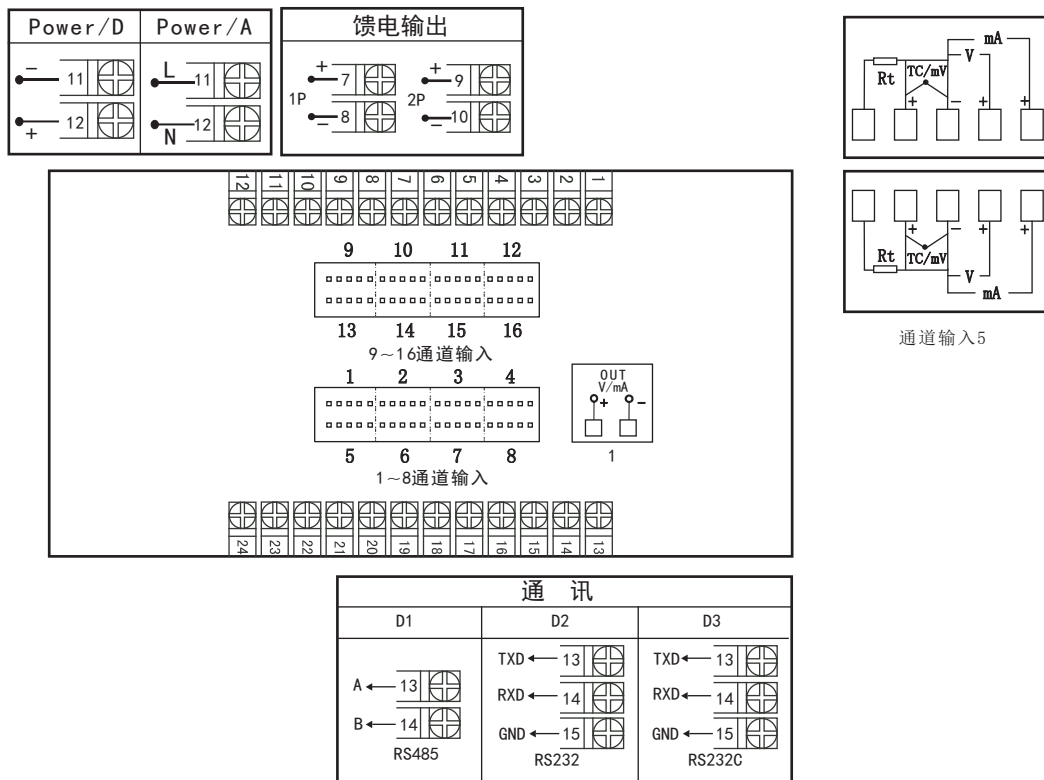 Power/D Power/A
- 11 L 11
+ 12 N 12
馈电输出
+ 7 + 9
1P 2P
- 8 - 10
mA
V
Rt TC/mV
+ - + +
+ - + +
Rt TC/mV
V
mA
通道输入5
12 11 10 9 8 7 6 5 4 3 2 1
9 10 11 12
13 14 15 16
9~16通道输入
1 2 3 4
5 6 7 8
1~8通道输入
OUT
V/mA
+ -
1
24 23 22 21 20 19 18 17 16 15 14 13
通 讯
D1 D2 D3
A 13
B 14
RS485
TXD 13
RXD 14
GND 15
RS232
TXD 13
RXD 14
GND 15
RS232C